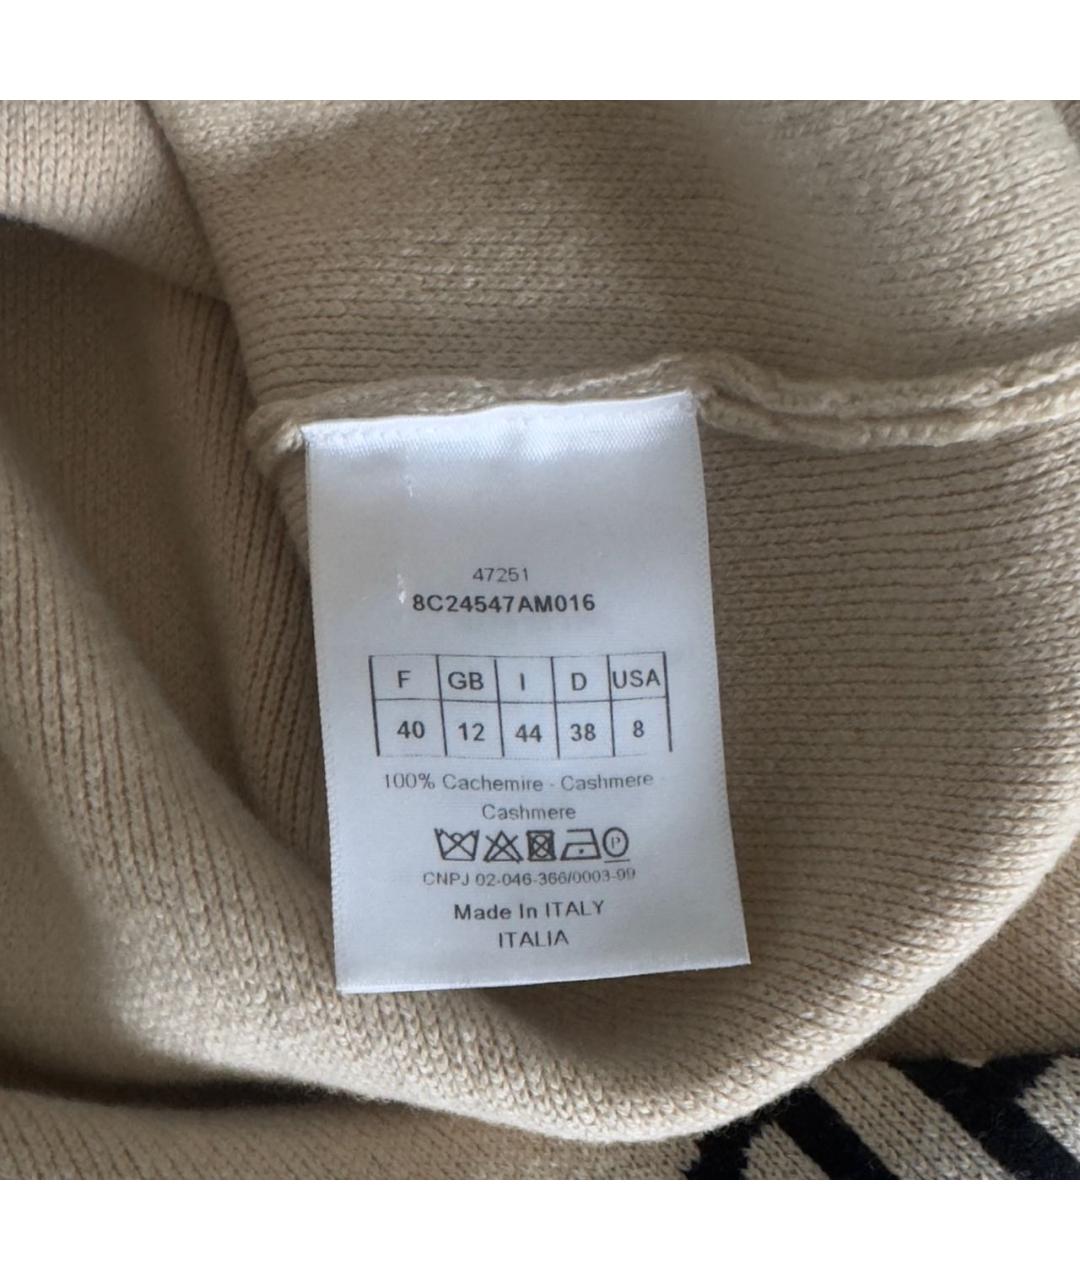 47251
8C24547AM016
F GB I D USA
40 12 44 38 8
100% Cachemire - Cashmere
Cashmere
P
CNPJ 02-046-366/0003-99
Made In ITALY
ITALIA